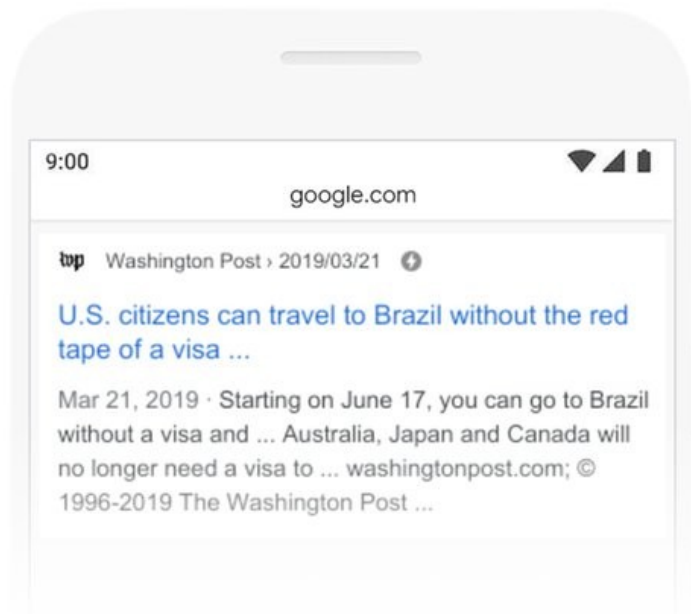 9:00
google.com
wp Washington Post › 2019/03/21
U.S. citizens can travel to Brazil without the red
tape of a visa ...
Mar 21, 2019 · Starting on June 17, you can go to Brazil
without a visa and ... Australia, Japan and Canada will
no longer need a visa to ... washingtonpost.com; ©
1996-2019 The Washington Post ...